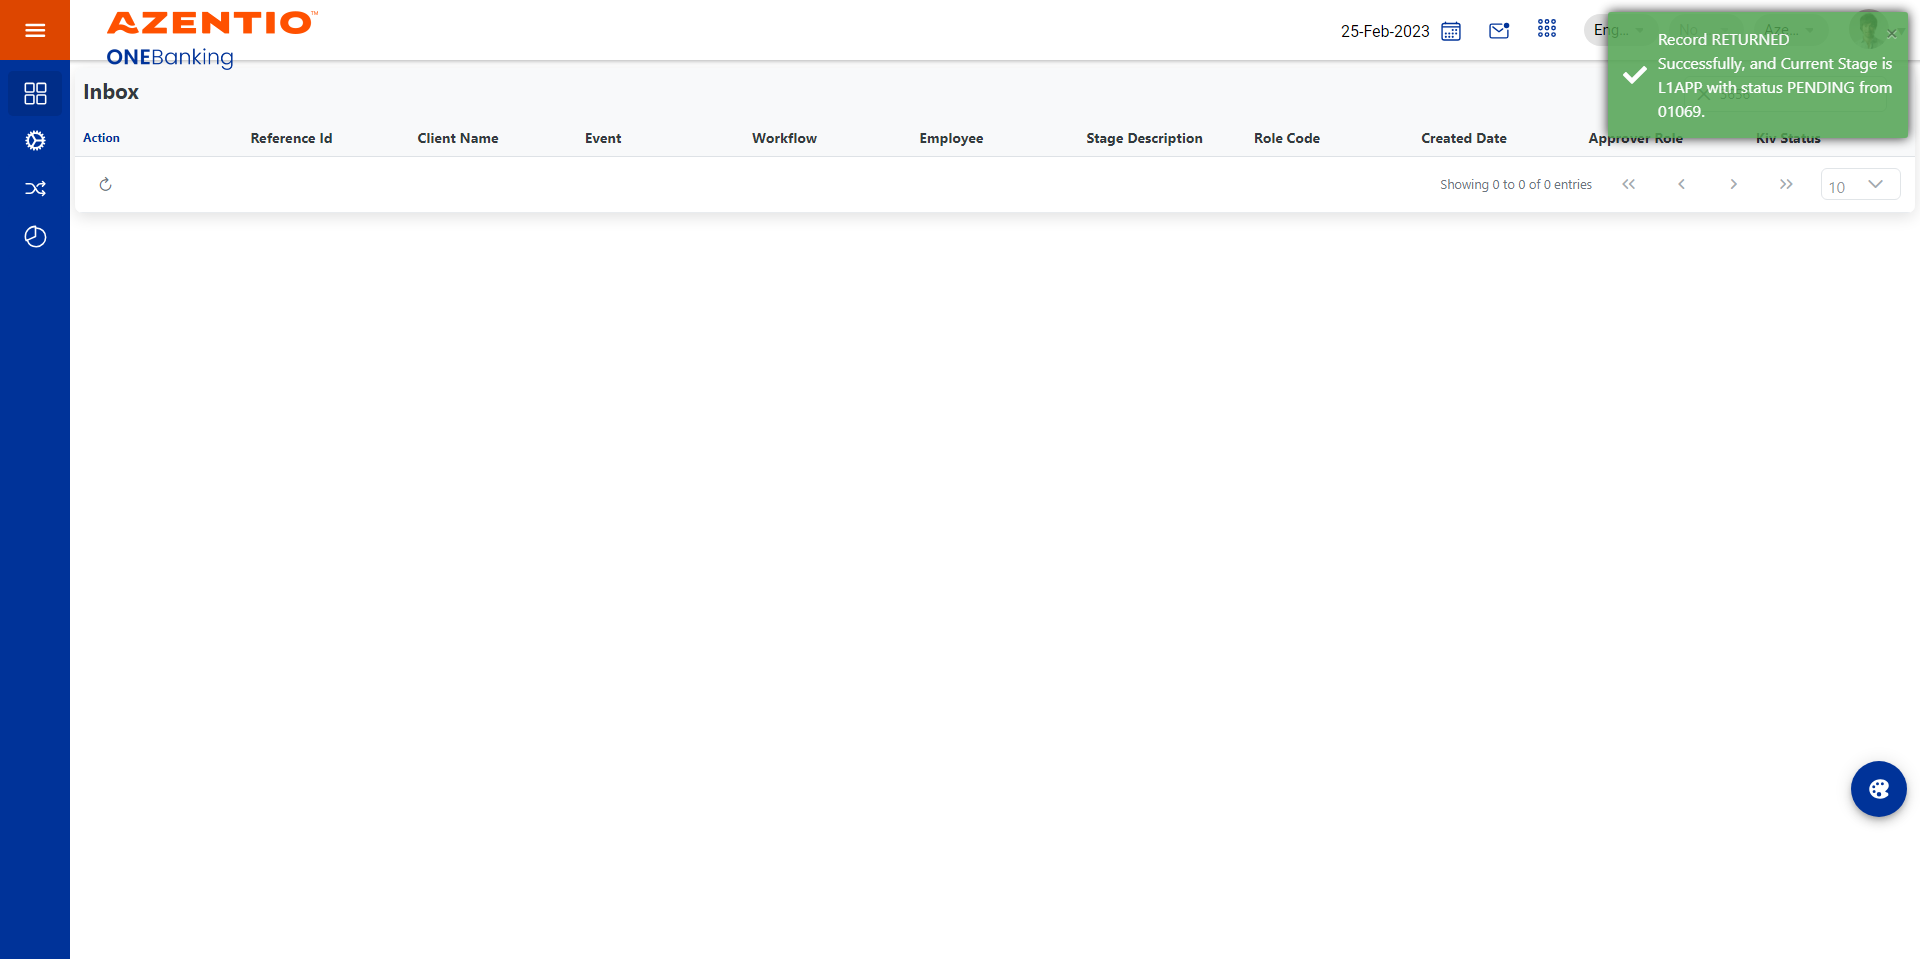 AZENTIO™
ONEBanking
25-Feb-2023
Eng...
Aze...
Record RETURNED
Successfully, and Current Stage is
L1APP with status PENDING from
01069.
Inbox
Action Reference Id Client Name Event Workflow Employee Stage Description Role Code Created Date Approver Role Kiv Status
Showing 0 to 0 of 0 entries
10